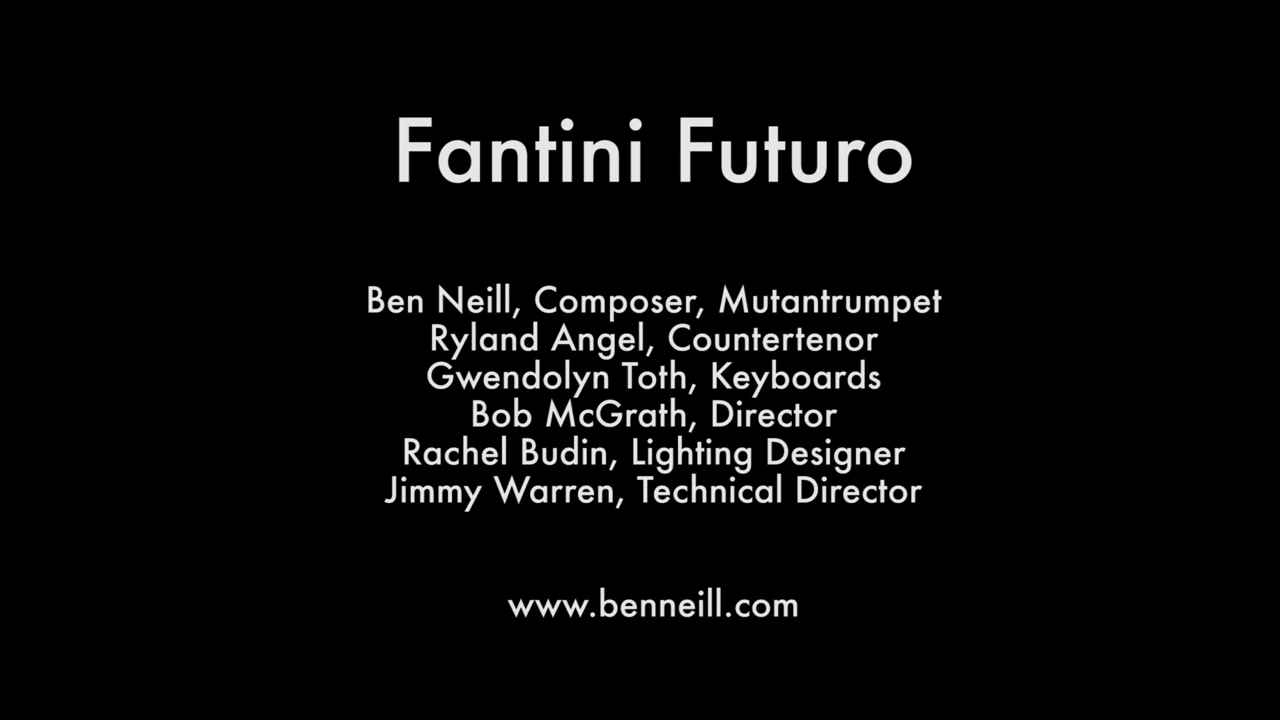 Fantini Futuro
Ben Neill, Composer, Mutantrumpet
Ryland Angel, Countertenor
Gwendolyn Toth, Keyboards
Bob McGrath, Director
Rachel Budin, Lighting Designer
Jimmy Warren, Technical Director
www.benneill.com